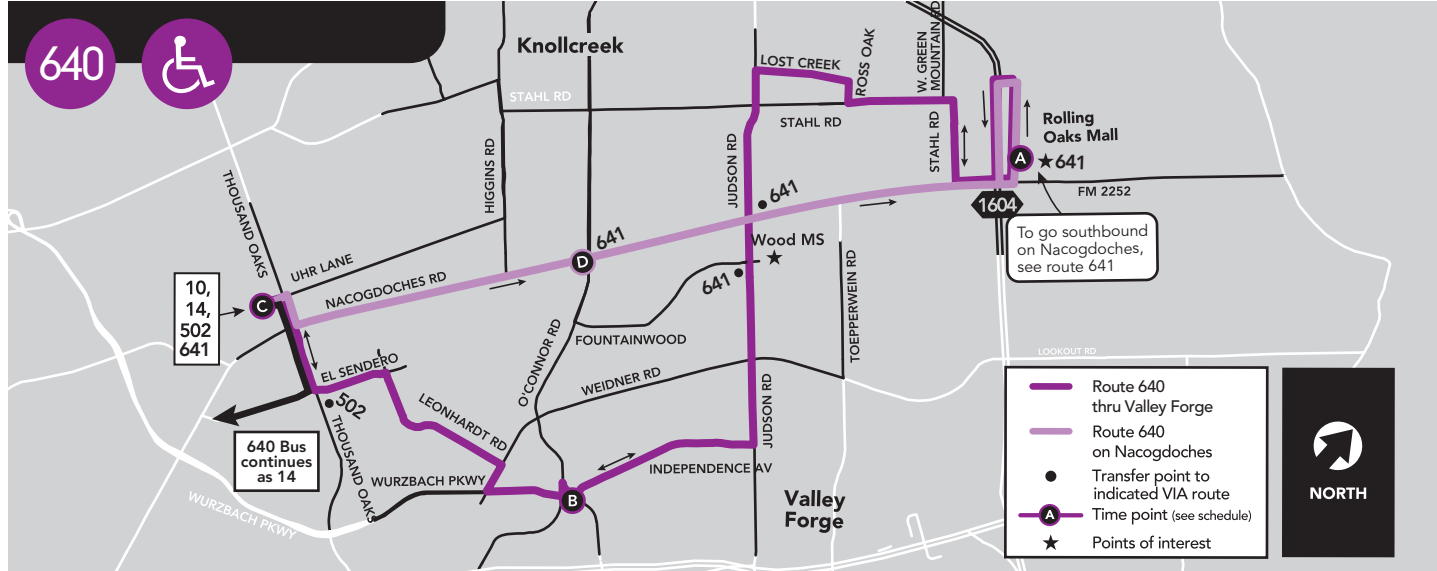 640
Knollcreek
LOST CREEK
ROSS OAK
W. GREEN
MOUNTAIN RD
STAHL RD
STAHL RD
STAHL RD
Rolling
Oaks Mall
A
641
FM 2252
1604
To go southbound
on Nacogdoches,
see route 641
JUDSON RD
641
HIGGINS RD
THOUSAND OAKS
UHR LANE
NACOGDOCHES RD
D
641
Wood MS
641
TOEPPERWEIN RD
10,
14,
502
641
C
FOUNTAINWOOD
O'CONNOR RD
WEIDNER RD
LOOKOUT RD
EL SENDERO
502
LEONHARDT RD
THOUSAND OAKS
640 Bus
continues
as 14
JUDSON RD
INDEPENDENCE AV
WURZBACH PKWY
WURZBACH PKWY
B
Valley
Forge
Route 640
thru Valley Forge
Route 640
on Nacogdoches
Transfer point to
indicated VIA route
A
Time point (see schedule)
Points of interest
NORTH